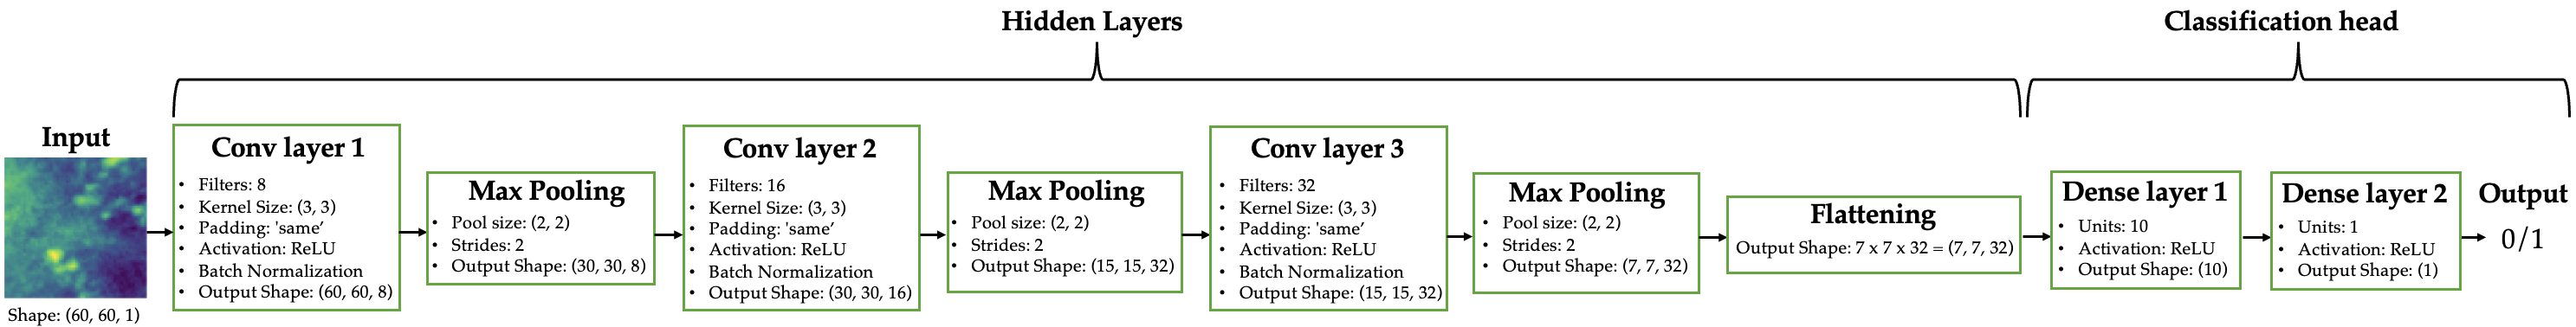 Hidden Layers
Classification head
Input
Shape: (60, 60, 1)
Conv layer 1
• Filters: 8
• Kernel Size: (3, 3)
• Padding: 'same’
• Activation: ReLU
• Batch Normalization
• Output Shape: (60, 60, 8)
Max Pooling
• Pool size: (2, 2)
• Strides: 2
• Output Shape: (30, 30, 8)
Conv layer 2
• Filters: 16
• Kernel Size: (3, 3)
• Padding: 'same’
• Activation: ReLU
• Batch Normalization
• Output Shape: (30, 30, 16)
Max Pooling
• Pool size: (2, 2)
• Strides: 2
• Output Shape: (15, 15, 32)
Conv layer 3
• Filters: 32
• Kernel Size: (3, 3)
• Padding: 'same’
• Activation: ReLU
• Batch Normalization
• Output Shape: (15, 15, 32)
Max Pooling
• Pool size: (2, 2)
• Strides: 2
• Output Shape: (7, 7, 32)
Flattening
Output Shape: 7 x 7 x 32 = (7, 7, 32)
Dense layer 1
• Units: 10
• Activation: ReLU
• Output Shape: (10)
Dense layer 2
• Units: 1
• Activation: ReLU
• Output Shape: (1)
Output
0/1